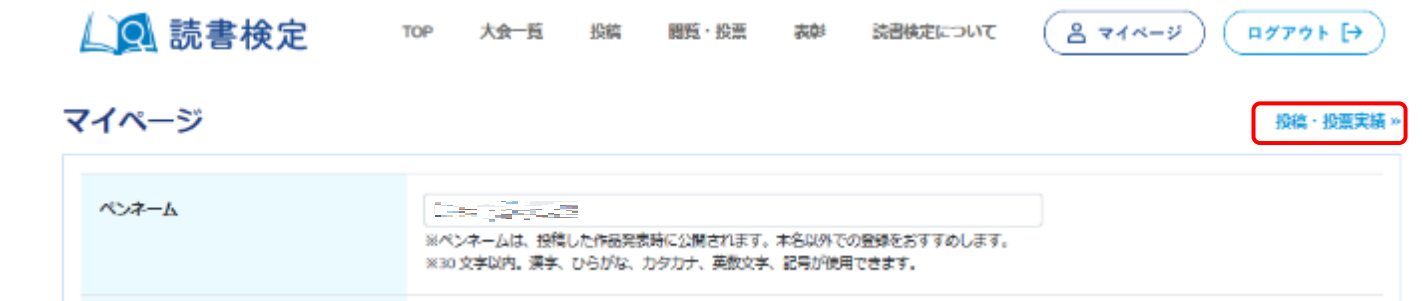 読書検定 TOP 大会一覧 投稿 閲覧・投票 表彰 読書検定について マイページ ログアウト
マイページ
投稿・投票実績 »
ペンネーム
※ペンネームは、投稿した作品発表時に公開されます。本名以外での登録をおすすめします。
※30 文字以内。漢字、ひらがな、カタカナ、英数文字、記号が使用できます。